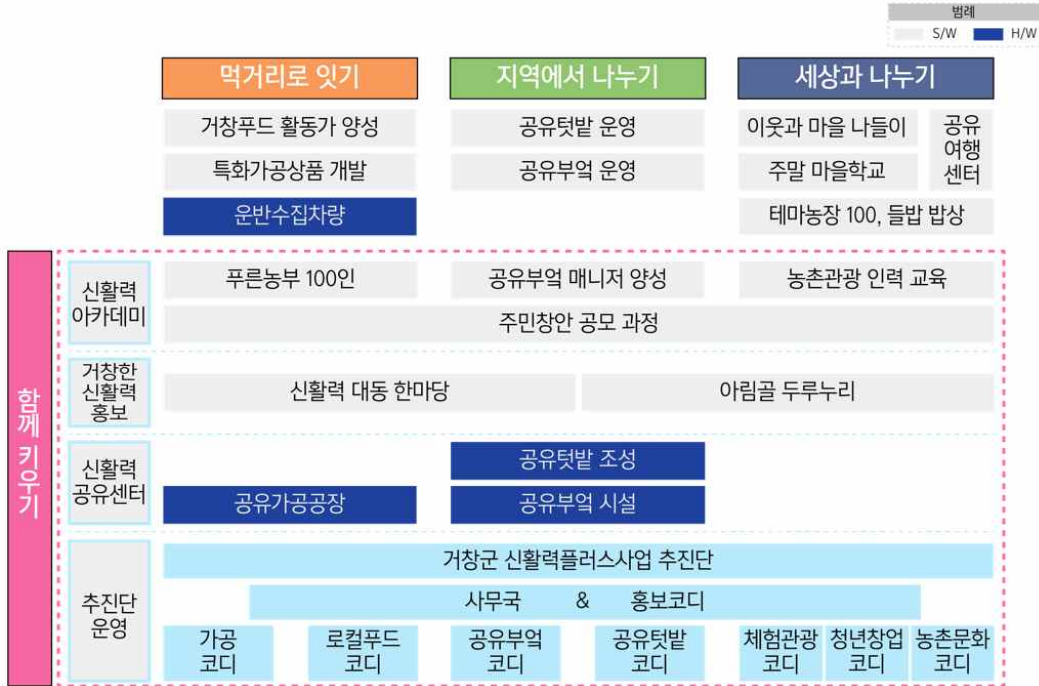 범례
S/W H/W
먹거리로 잇기 지역에서 나누기 세상과 나누기
거창푸드 활동가 양성 공유텃밭 운영 이웃과 마을 나들이 공유
여행
센터
특화가공상품 개발 공유부엌 운영 주말 마을학교
운반수집차량 테마농장 100, 들밥 밥상
함께 키우기
신활력
아카데미
푸른농부 100인 공유부엌 매니저 양성 농촌관광 인력 교육
주민창안 공모 과정
거창한
신활력
홍보
신활력 대동 한마당 아림골 두루누리
신활력
공유센터
공유텃밭 조성
공유가공공장 공유부엌 시설
추진단
운영
거창군 신활력플러스사업 추진단
사무국 & 홍보코디
가공
코디
로컬푸드
코디
공유부엌
코디
공유텃밭
코디
체험관광
코디
청년창업
코디
농촌문화
코디